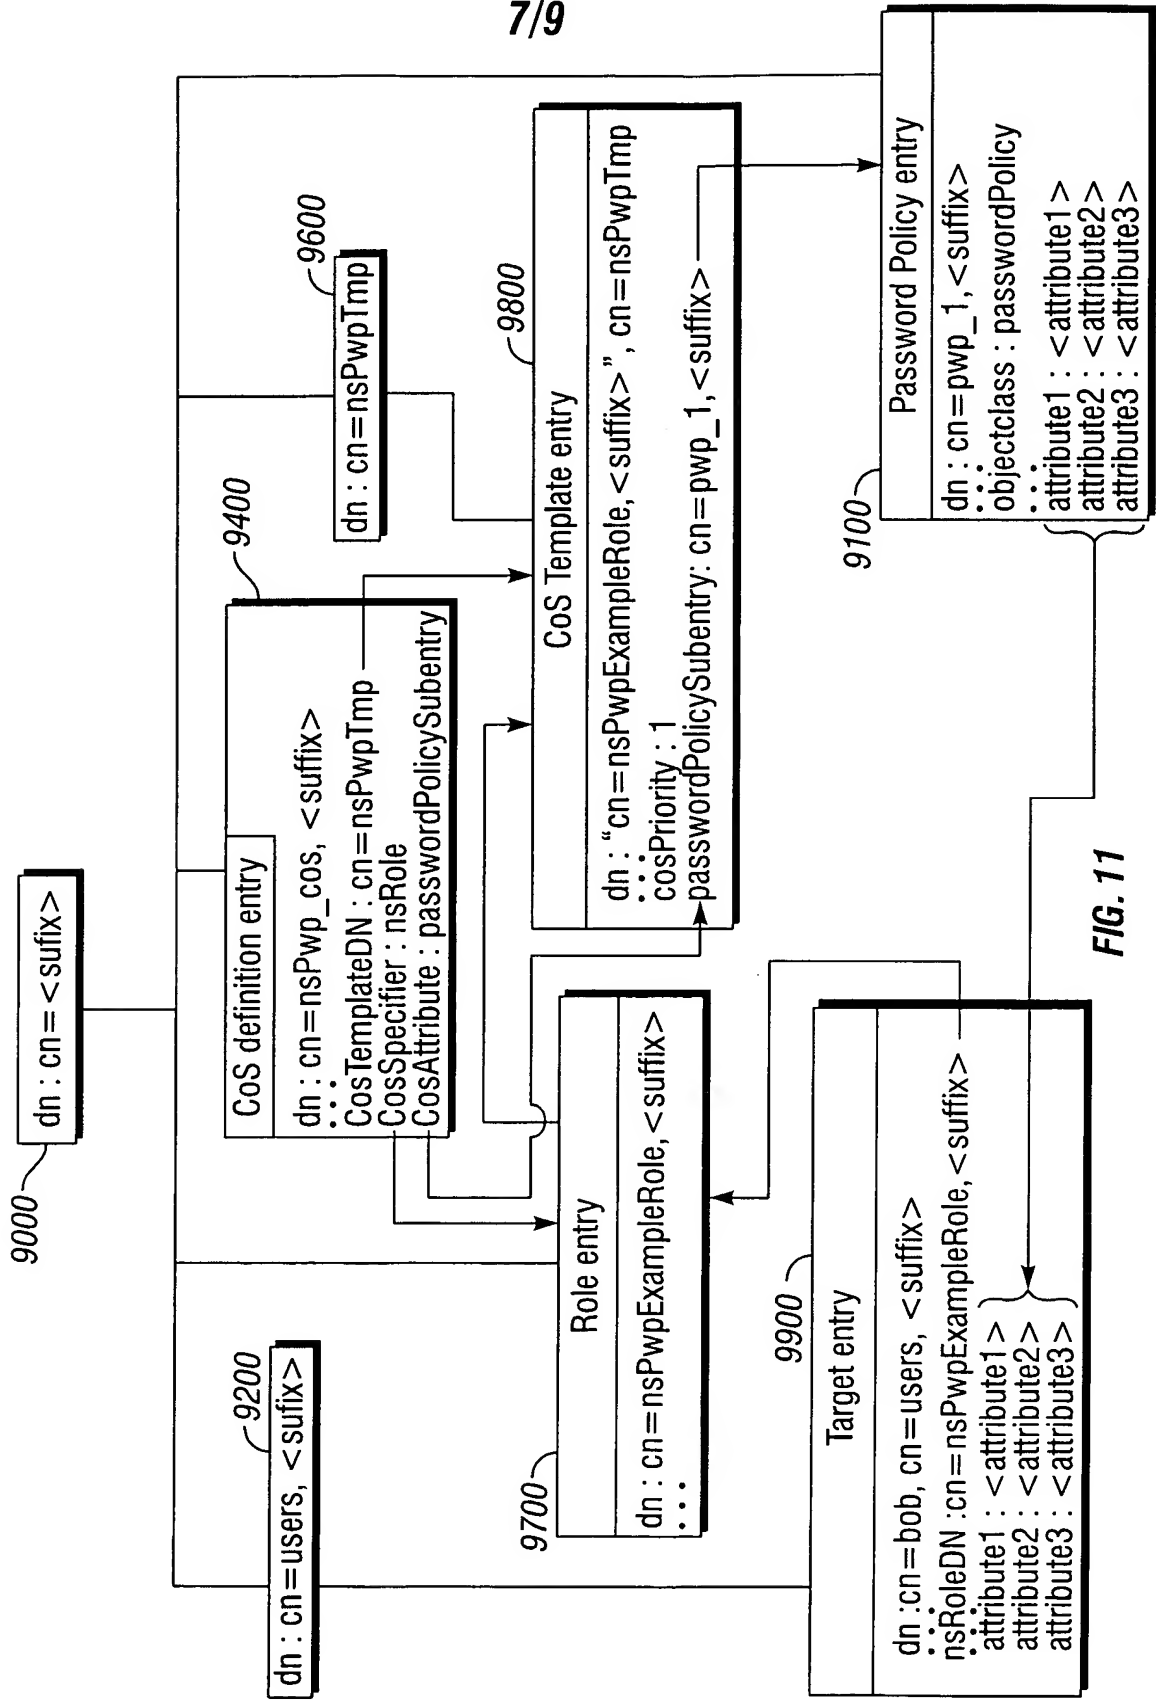 7/9
9000
dn : cn=<sufix>
9200
dn : cn=users, <sufix>
9400
CoS definition entry
dn : cn=nsPwp_cos, <suffix>
...
CosTemplateDN : cn=nsPwpTmp
CosSpecifier : nsRole
CosAttribute : passwordPolicySubentry
9600
dn : cn=nsPwpTmp
9700
Role entry
dn : cn=nsPwpExampleRole, <suffix>
...
9800
CoS Template entry
dn : “cn=nsPwpExampleRole, <suffix>”, cn=nsPwpTmp
...
cosPriority : 1
passwordPolicySubentry: cn=pwp_1, <suffix>
9900
Target entry
dn :cn=bob, cn=users, <suffix>
...
nsRoleDN :cn=nsPwpExampleRole, <suffix>
...
attribute1 : <attribute1>
attribute2 : <attribute2>
attribute3 : <attribute3>
9100
Password Policy entry
dn : cn=pwp_1, <suffix>
...
objectclass : passwordPolicy
...
attribute1 : <attribute1>
attribute2 : <attribute2>
attribute3 : <attribute3>
FIG. 11